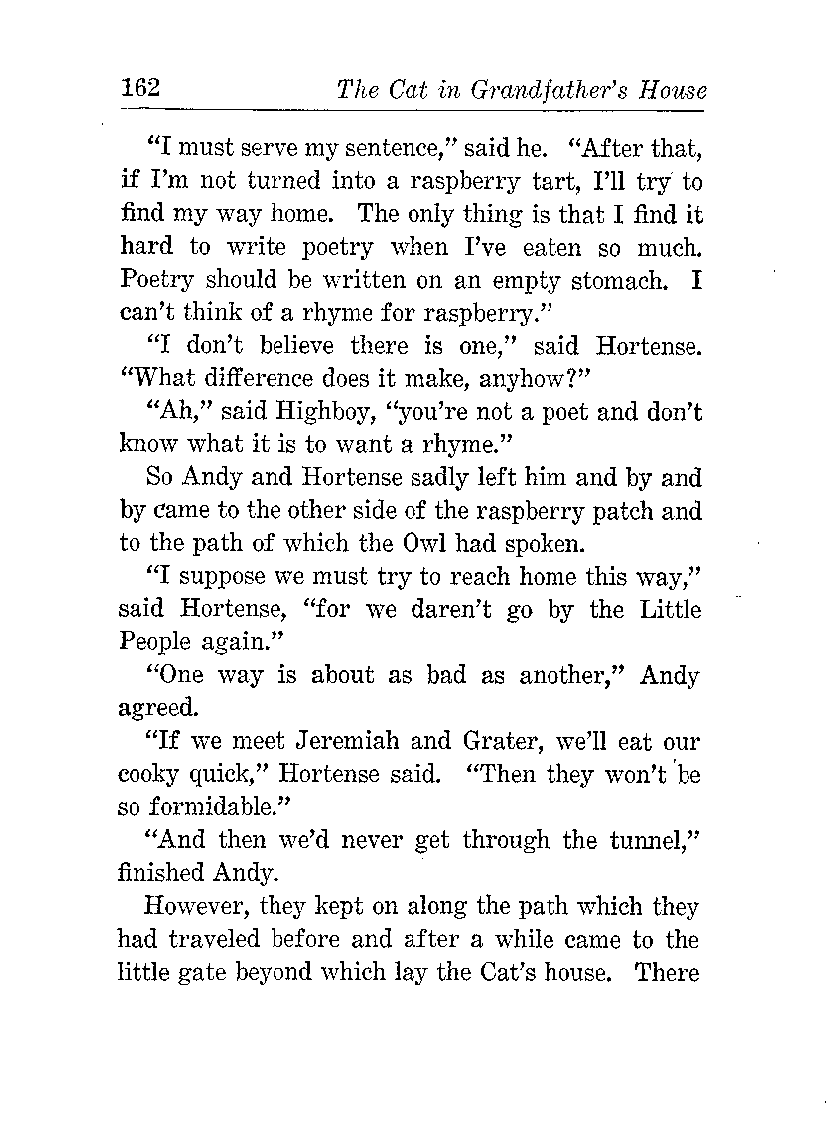 162 The Cat in Grandfather's House
“I must serve my sentence,” said he. “After that,
if I'm not turned into a raspberry tart, I'll try to
find my way home. The only thing is that I find it
hard to write poetry when I've eaten so much.
Poetry should be written on an empty stomach. I
can't think of a rhyme for raspberry.”
“I don't believe there is one,” said Hortense.
“What difference does it make, anyhow?”
“Ah,” said Highboy, “you're not a poet and don't
know what it is to want a rhyme.”
So Andy and Hortense sadly left him and by and
by came to the other side of the raspberry patch and
to the path of which the Owl had spoken.
“I suppose we must try to reach home this way,”
said Hortense, “for we daren't go by the Little
People again.”
“One way is about as bad as another,” Andy
agreed.
“If we meet Jeremiah and Grater, we'll eat our
cooky quick,” Hortense said. “Then they won't be
so formidable.”
“And then we'd never get through the tunnel,”
finished Andy.
However, they kept on along the path which they
had traveled before and after a while came to the
little gate beyond which lay the Cat's house. There